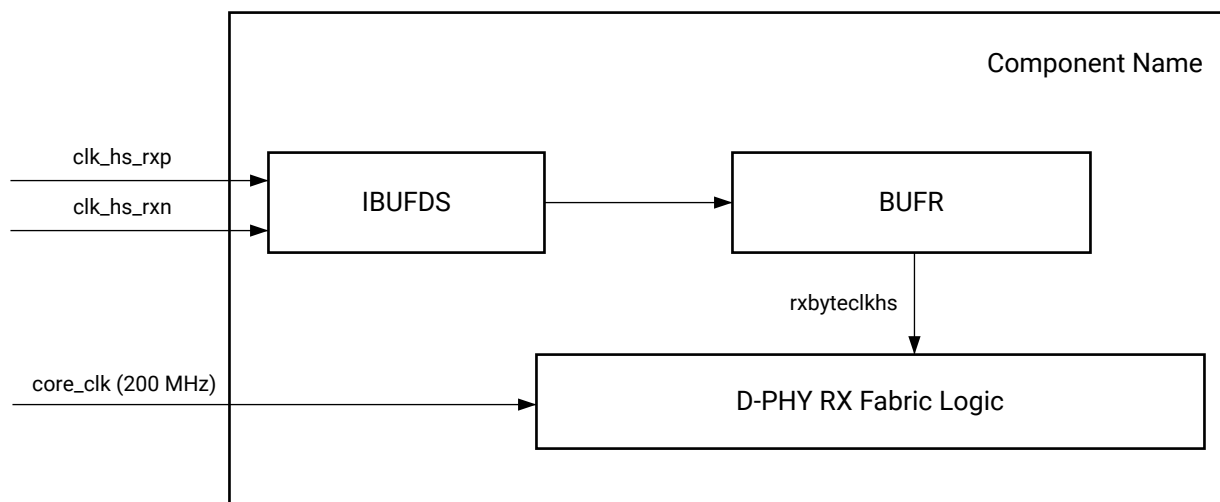 Component Name
clk_hs_rxp
clk_hs_rxn
IBUFDS
BUFR
rxbyteclkhs
core_clk (200 MHz)
D-PHY RX Fabric Logic